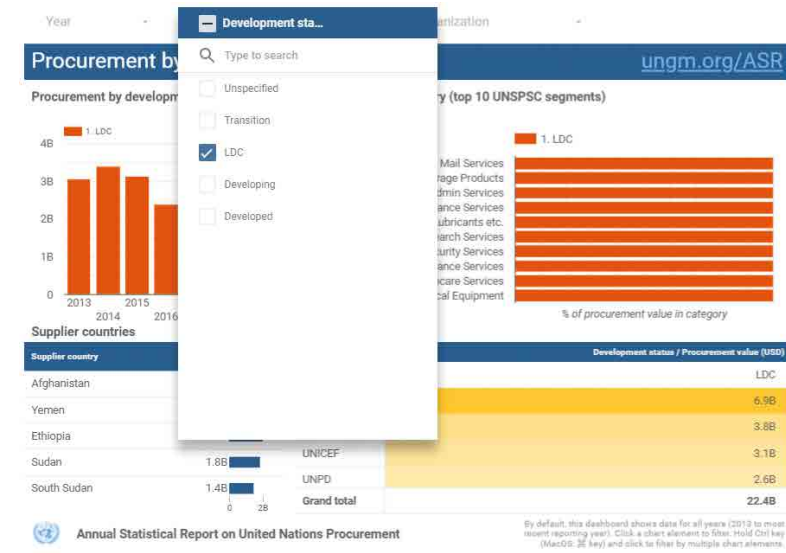 Year
Development sta...
anization
Type to search
Procurement by
ungm.org/ASR
Unspecified
Procurement by developm
y (top 10 UNSPSC segments)
Transition
1. LDC
1. LDC
4B
LDC
Mail Services
rage Products
3B
Developing
dmin Services
ance Services
2B
Developed
ubricants etc.
earch Services
curity Services
1B
ance Services
hcare Services
cal Equipment
0
2013
2015
2014
2016
% of procurement value in category
Supplier countries
Supplier country
Development status / Procurement value (USD)
Afghanistan
LDC
Yemen
6.9B
Ethiopia
3.8B
Sudan
1.8B
UNICEF
3.1B
South Sudan
1.4B
UNPD
2.6B
0
2B
Grand total
22.4B
Annual Statistical Report on United Nations Procurement
By default, this dashboard shows data for all years (2013 to most
recent reporting year). Click a chart element to filter. Hold Ctrl key
(MacOS: ⌘ key) and click to filter by multiple chart elements.